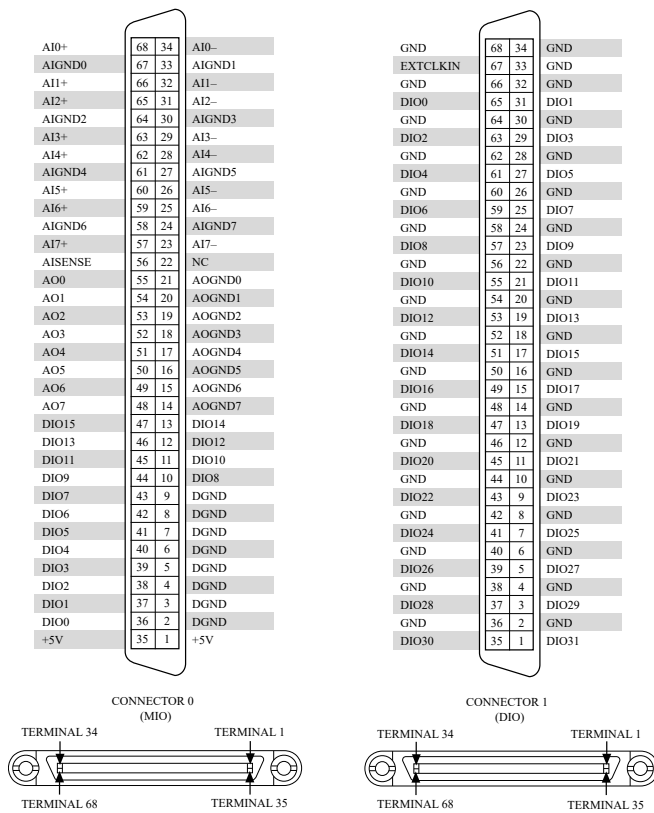 AI0+ 68 34 AI0–
AIGND0 67 33 AIGND1
AI1+ 66 32 AI1–
AI2+ 65 31 AI2–
AIGND2 64 30 AIGND3
AI3+ 63 29 AI3–
AI4+ 62 28 AI4–
AIGND4 61 27 AIGND5
AI5+ 60 26 AI5–
AI6+ 59 25 AI6–
AIGND6 58 24 AIGND7
AI7+ 57 23 AI7–
AISENSE 56 22 NC
AO0 55 21 AOGND0
AO1 54 20 AOGND1
AO2 53 19 AOGND2
AO3 52 18 AOGND3
AO4 51 17 AOGND4
AO5 50 16 AOGND5
AO6 49 15 AOGND6
AO7 48 14 AOGND7
DIO15 47 13 DIO14
DIO13 46 12 DIO12
DIO11 45 11 DIO10
DIO9 44 10 DIO8
DIO7 43 9 DGND
DIO6 42 8 DGND
DIO5 41 7 DGND
DIO4 40 6 DGND
DIO3 39 5 DGND
DIO2 38 4 DGND
DIO1 37 3 DGND
DIO0 36 2 DGND
+5V 35 1 +5V
CONNECTOR 0
(MIO)
TERMINAL 34 TERMINAL 1
TERMINAL 68 TERMINAL 35
GND 68 34 GND
EXTCLKIN 67 33 GND
GND 66 32 GND
DIO0 65 31 DIO1
GND 64 30 GND
DIO2 63 29 DIO3
GND 62 28 GND
DIO4 61 27 DIO5
GND 60 26 GND
DIO6 59 25 DIO7
GND 58 24 GND
DIO8 57 23 DIO9
GND 56 22 GND
DIO10 55 21 DIO11
GND 54 20 GND
DIO12 53 19 DIO13
GND 52 18 GND
DIO14 51 17 DIO15
GND 50 16 GND
DIO16 49 15 DIO17
GND 48 14 GND
DIO18 47 13 DIO19
GND 46 12 GND
DIO20 45 11 DIO21
GND 44 10 GND
DIO22 43 9 DIO23
GND 42 8 GND
DIO24 41 7 DIO25
GND 40 6 GND
DIO26 39 5 DIO27
GND 38 4 GND
DIO28 37 3 DIO29
GND 36 2 GND
DIO30 35 1 DIO31
CONNECTOR 1
(DIO)
TERMINAL 34 TERMINAL 1
TERMINAL 68 TERMINAL 35